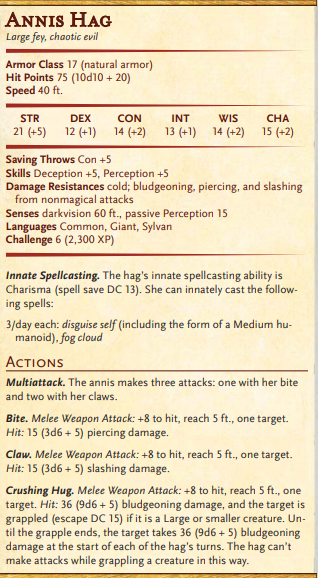 Annis Hag
Large fey, chaotic evil
Armor Class 17 (natural armor)
Hit Points 75 (10d10 + 20)
Speed 40 ft.
STR DEX CON INT WIS CHA
21 (+5) 12 (+1) 14 (+2) 13 (+1) 14 (+2) 15 (+2)
Saving Throws Con +5
Skills Deception +5, Perception +5
Damage Resistances cold; bludgeoning, piercing, and slashing
from nonmagical attacks
Senses darkvision 60 ft., passive Perception 15
Languages Common, Giant, Sylvan
Challenge 6 (2,300 XP)
Innate Spellcasting. The hag's innate spellcasting ability is
Charisma (spell save DC 13). She can innately cast the follow-
ing spells:
3/day each: disguise self (including the form of a Medium hu-
manoid), fog cloud
Actions
Multiattack. The annis makes three attacks: one with her bite
and two with her claws.
Bite. Melee Weapon Attack: +8 to hit, reach 5 ft., one target.
Hit: 15 (3d6 + 5) piercing damage.
Claw. Melee Weapon Attack: +8 to hit, reach 5 ft., one target.
Hit: 15 (3d6 + 5) slashing damage.
Crushing Hug. Melee Weapon Attack: +8 to hit, reach 5 ft., one
target. Hit: 36 (9d6 + 5) bludgeoning damage, and the target is
grappled (escape DC 15) if it is a Large or smaller creature. Un-
til the grapple ends, the target takes 36 (9d6 + 5) bludgeoning
damage at the start of each of the hag's turns. The hag can't
make attacks while grappling a creature in this way.